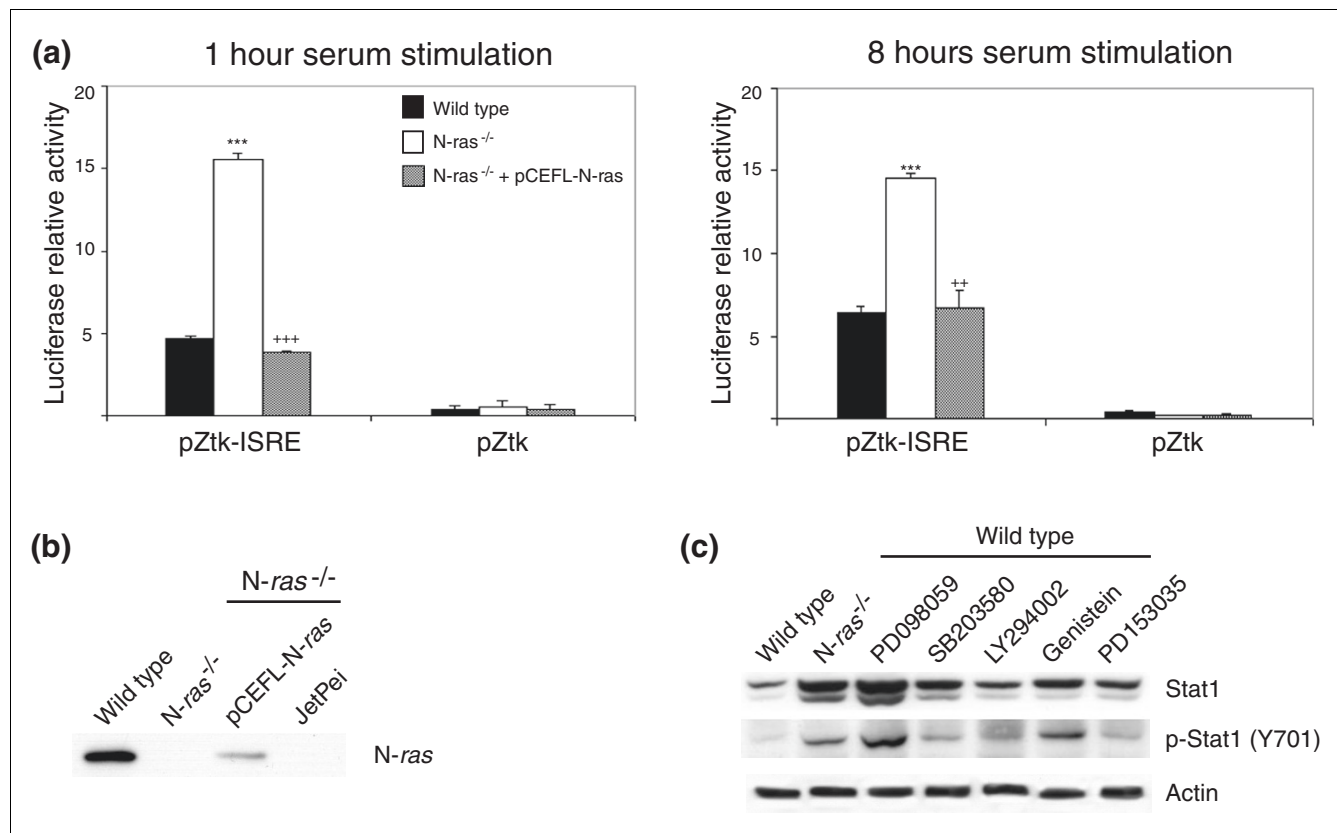 (a)
1 hour serum stimulation
Luciferase relative activity
20
15
10
5
***
+++
Wild type
N-ras -/-
N-ras -/- + pCEFL-N-ras
pZtk-ISRE
pZtk
8 hours serum stimulation
Luciferase relative activity
20
15
10
5
***
++
pZtk-ISRE
pZtk
(b)
N-ras -/-
Wild type
N-ras -/-
pCEFL-N-ras
JetPei
N-ras
(c)
Wild type
Wild type
N-ras -/-
PD098059
SB203580
LY294002
Genistein
PD153035
Stat1
p-Stat1 (Y701)
Actin